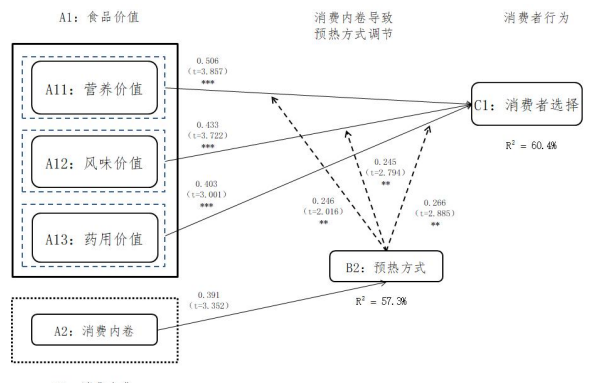 A1: 食品价值
消费内卷导致
预热方式调节
消费者行为
A11: 营养价值
0.506
(t=3.857)
***
C1: 消费者选择
R² = 60.4%
A12: 风味价值
0.433
(t=3.722)
***
A13: 药用价值
0.403
(t=3.001)
***
0.246
(t=2.016)
**
0.245
(t=2.794)
**
0.266
(t=2.885)
**
B2: 预热方式
R² = 57.3%
A2: 消费内卷
0.391
(t=3.352)